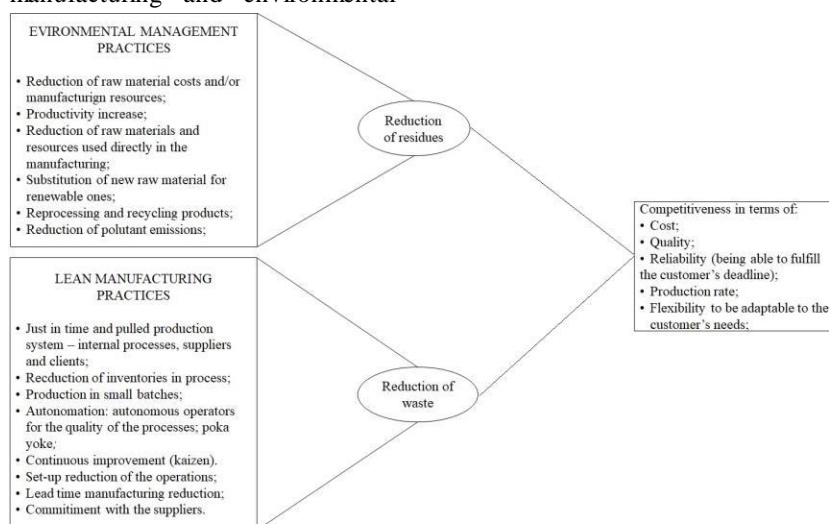 manufacturing and environmental
EVIRONMENTAL MANAGEMENT
PRACTICES
• Reduction of raw material costs and/or
manufacturign resources;
• Productivity increase;
• Reduction of raw materials and
resources used directly in the
manufacturing;
• Substitution of new raw material for
renewable ones;
• Reprocessing and recycling products;
• Reduction of polutant emissions;
LEAN MANUFACTURING
PRACTICES
• Just in time and pulled production
system – internal processes, suppliers
and clients;
• Recduction of inventories in process;
• Production in small batches;
• Autonomation: autonomous operators
for the quality of the processes; poka
yoke;
• Continuous improvement (kaizen).
• Set-up reduction of the operations;
• Lead time manufacturing reduction;
• Commitiment with the suppliers.
Reduction
of residues
Reduction of
waste
Competitiveness in terms of:
• Cost;
• Quality;
• Reliability (being able to fulfill
the customer's deadline);
• Production rate;
• Flexibility to be adaptable to the
customer's needs;